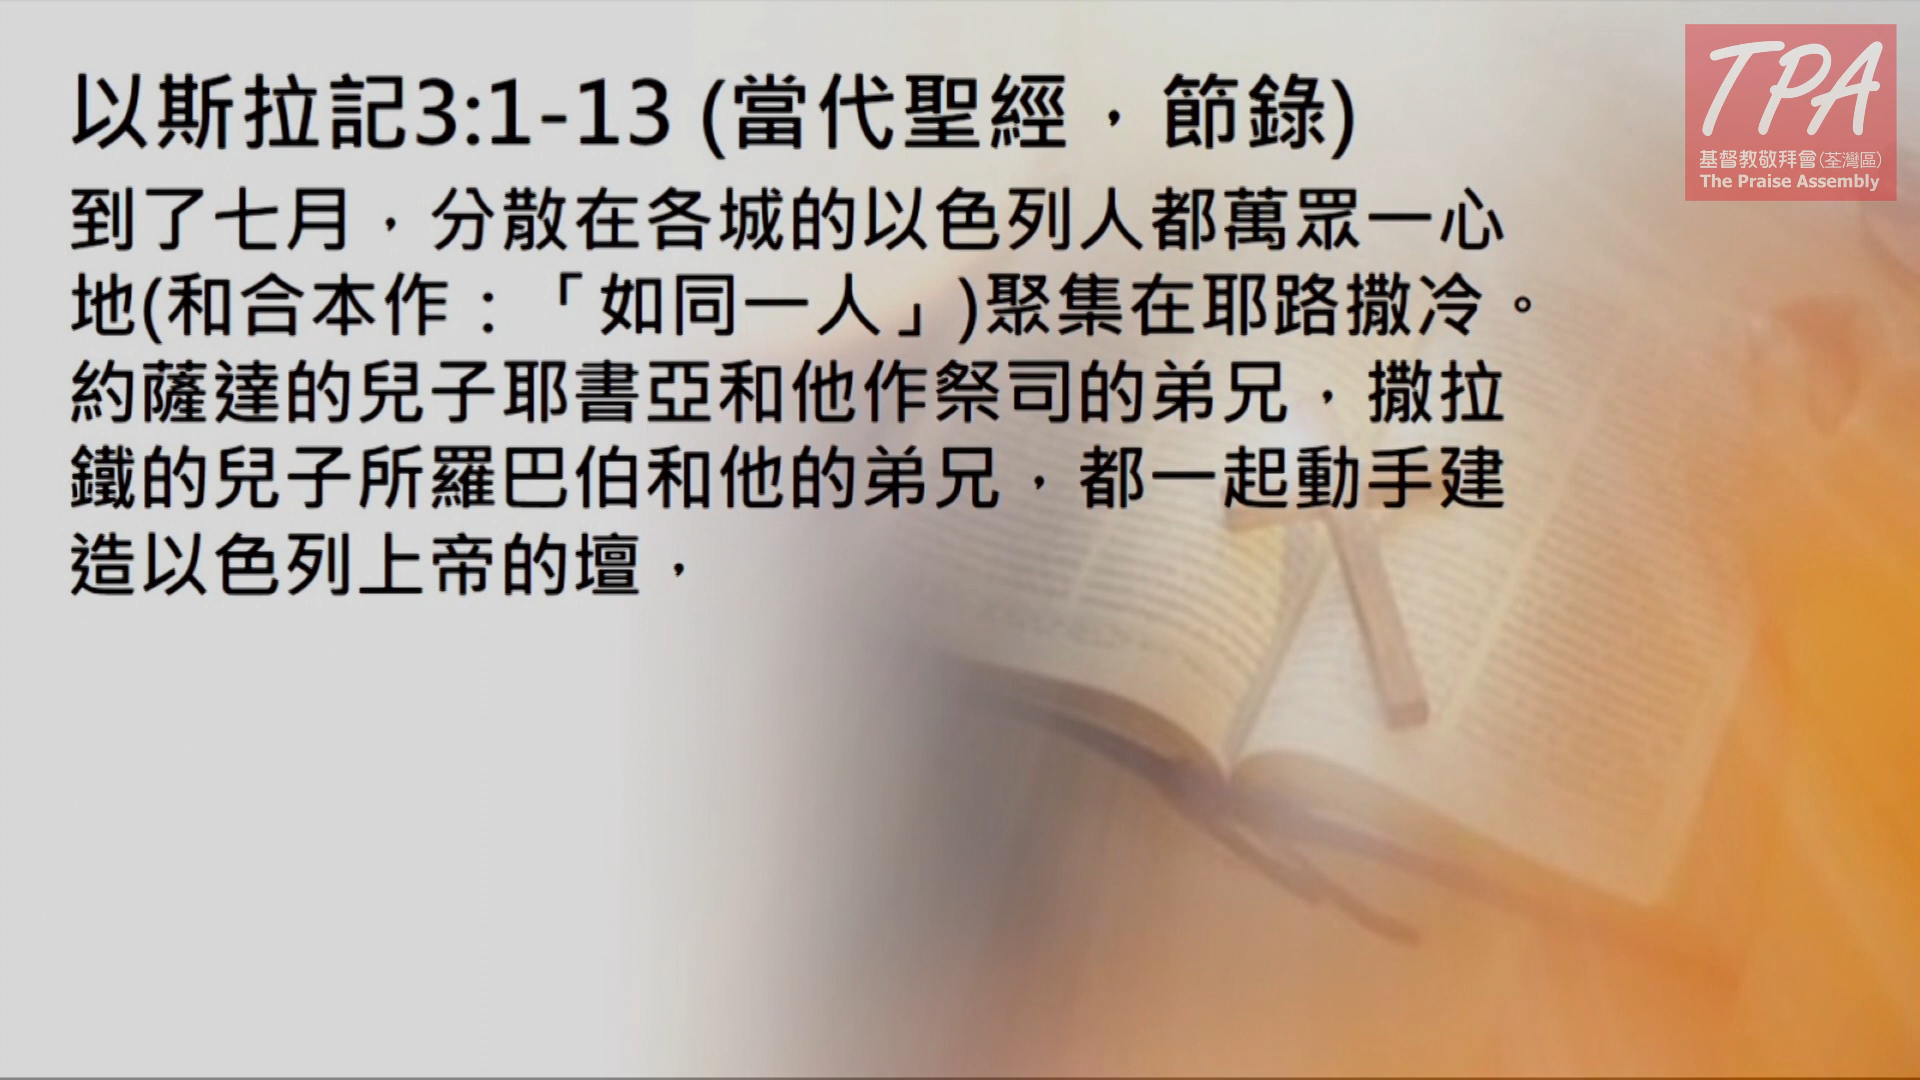 以斯拉記3:1-13 (當代聖經，節錄)
到了七月，分散在各城的以色列人都萬眾一心
地(和合本作：「如同一人」)聚集在耶路撒冷。
約薩達的兒子耶書亞和他作祭司的弟兄，撒拉
鐵的兒子所羅巴伯和他的弟兄，都一起動手建
造以色列上帝的壇，
TPA
基督教敬拜會(荃灣區)
The Praise Assembly